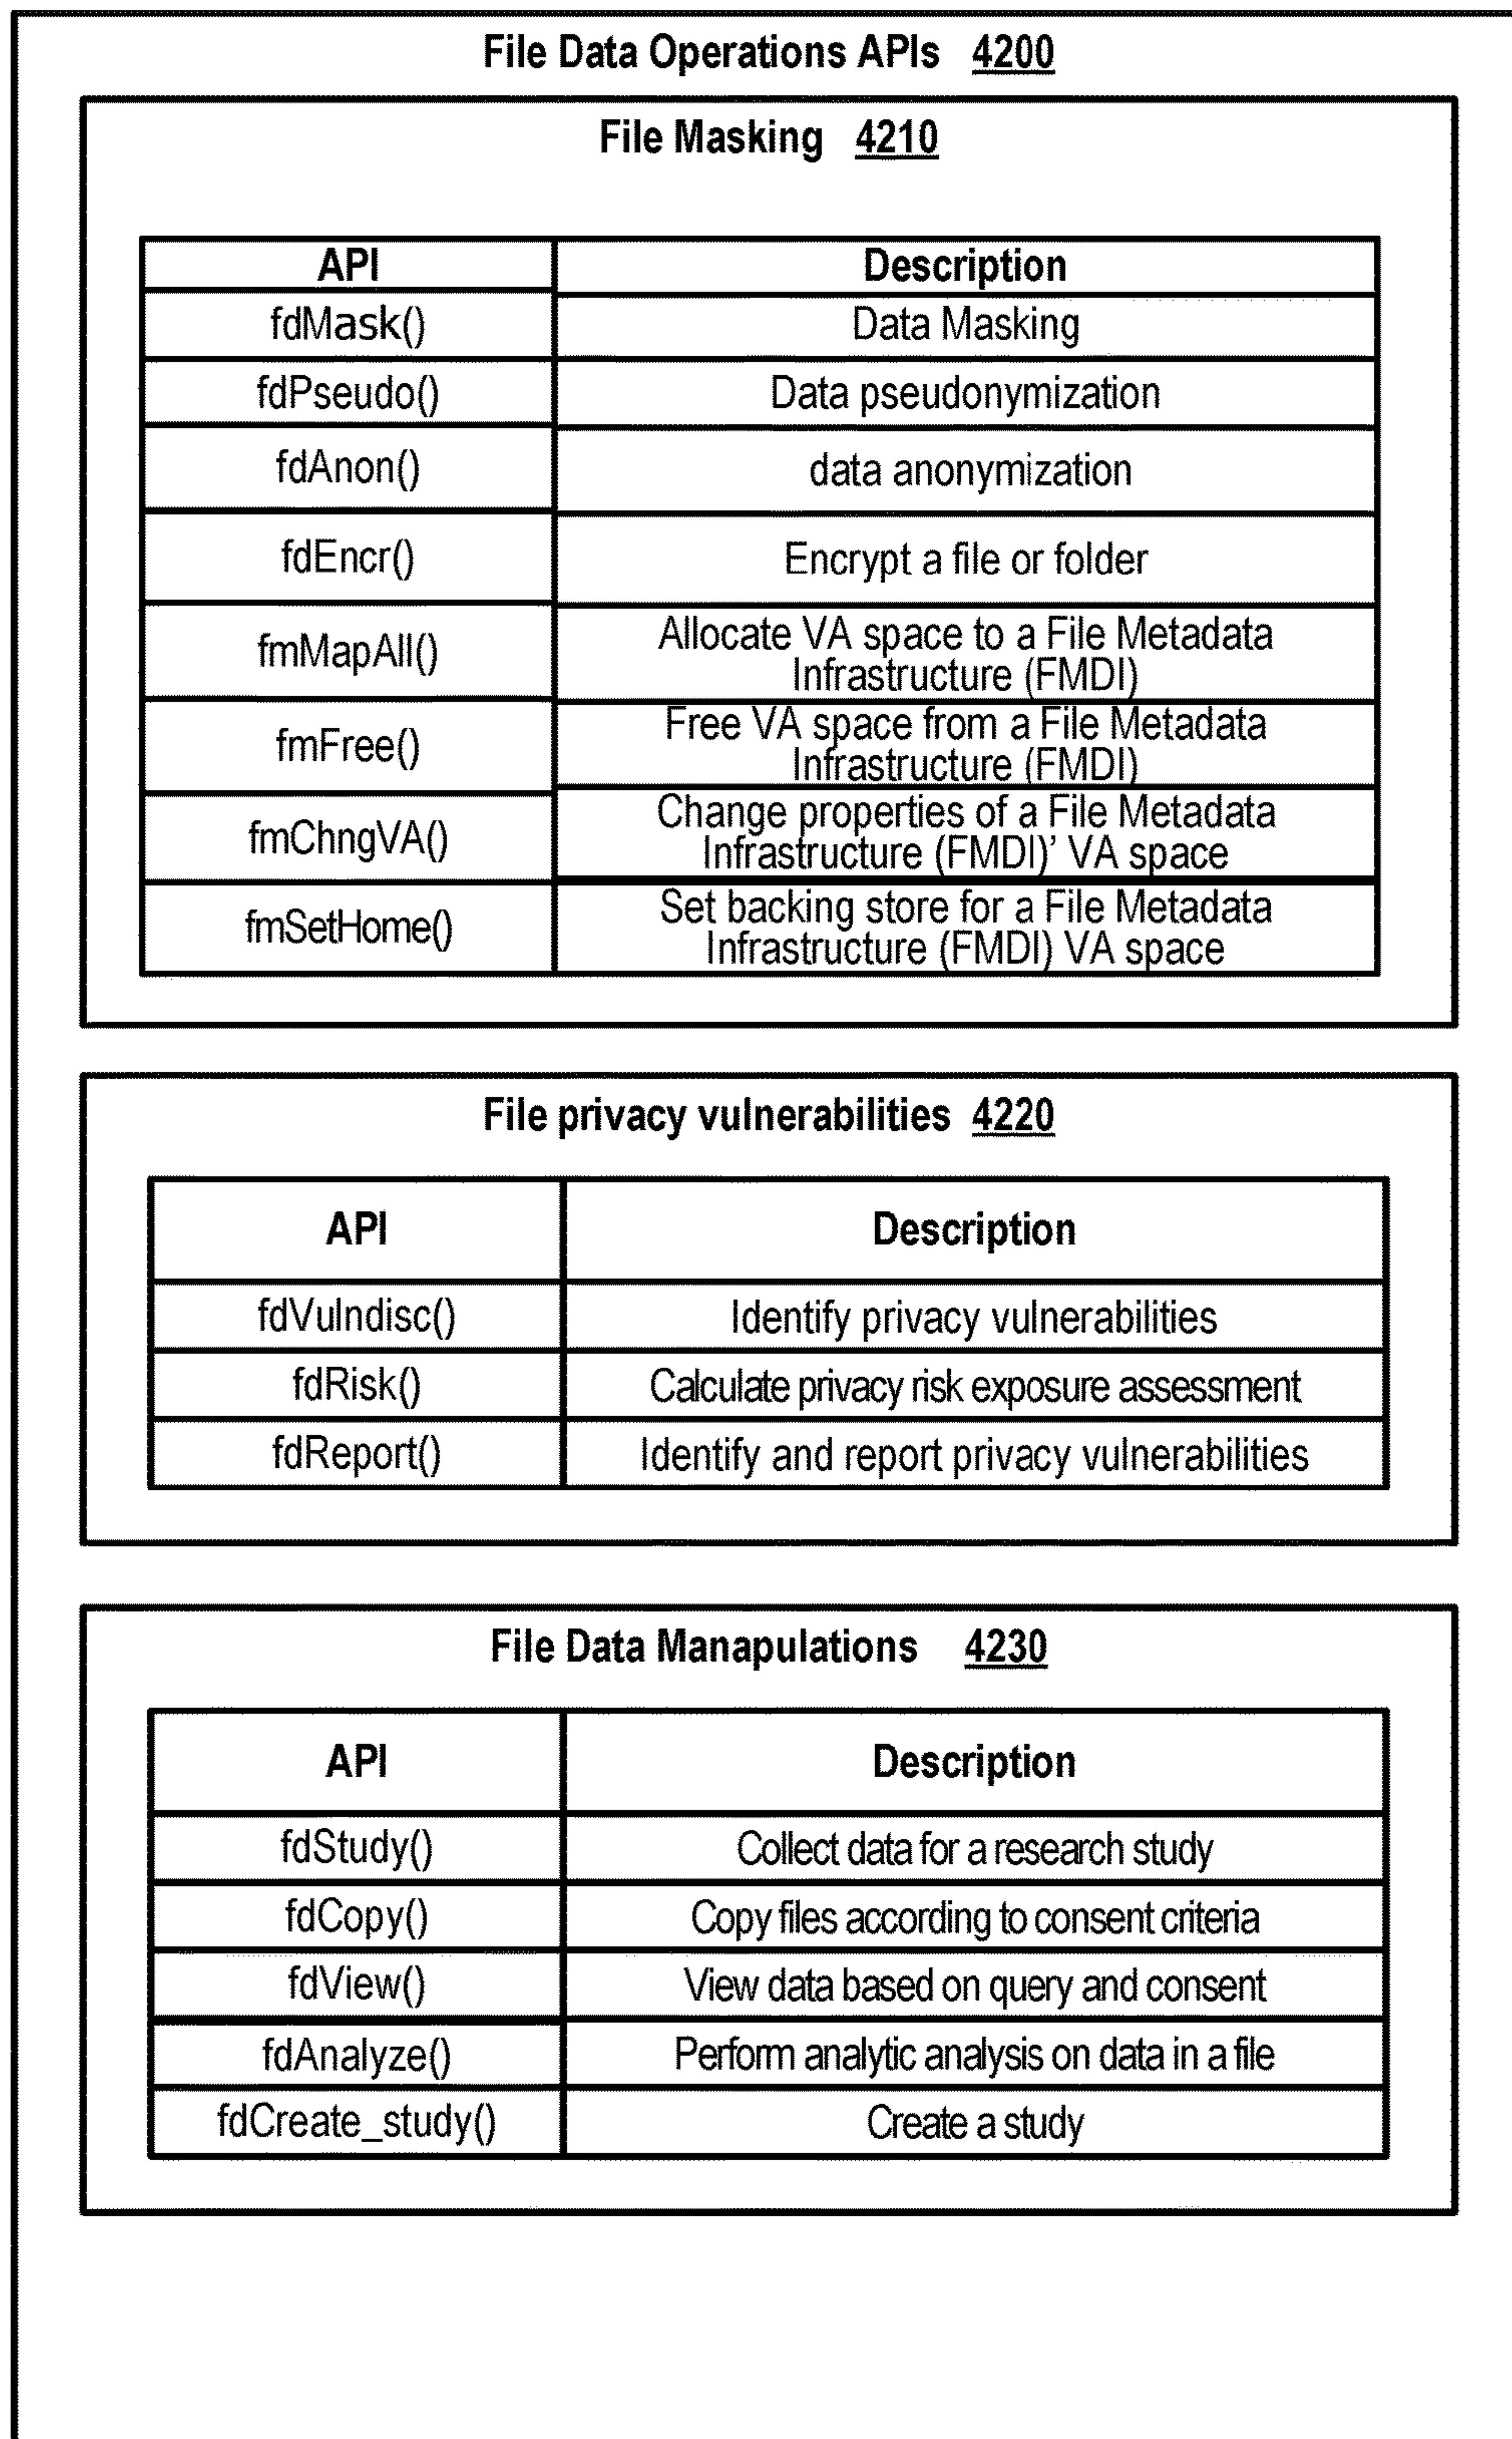 File Data Operations APIs 4200
File Masking 4210
API Description
fdMask() Data Masking
fdPseudo() Data pseudonymization
fdAnon() data anonymization
fdEncr() Encrypt a file or folder
fmMapAll() Allocate VA space to a File Metadata
Infrastructure (FMDI)
fmFree() Free VA space from a File Metadata
Infrastructure (FMDI)
fmChngVA() Change properties of a File Metadata
Infrastructure (FMDI)' VA space
fmSetHome() Set backing store for a File Metadata
Infrastructure (FMDI) VA space
File privacy vulnerabilities 4220
API Description
fdVulndisc() Identify privacy vulnerabilities
fdRisk() Calculate privacy risk exposure assessment
fdReport() Identify and report privacy vulnerabilities
File Data Manapulations 4230
API Description
fdStudy() Collect data for a research study
fdCopy() Copy files according to consent criteria
fdView() View data based on query and consent
fdAnalyze() Perform analytic analysis on data in a file
fdCreate_study() Create a study